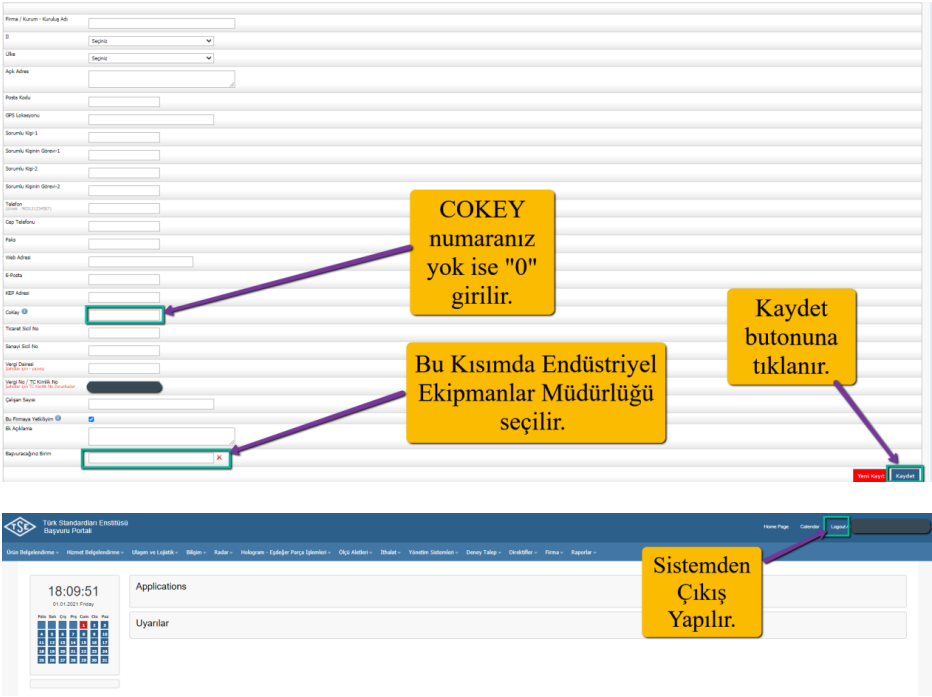 Firma / Kurum - Kuruluş Adı
İl
Seçiniz
Ülke
Seçiniz
Açık Adres
Posta Kodu
GPS Lokasyonu
Sorumlu Kişi-1
Sorumlu Kişinin Görevi-1
Sorumlu Kişi-2
Sorumlu Kişinin Görevi-2
Telefon
Cep Telefonu
Faks
Web Adresi
E-Posta
KEP Adresi
CoKey
Ticaret Sicil No
Sanayi Sicil No
Vergi Dairesi
Vergi No / TC Kimlik No
Çalışan Sayısı
Bu Firmaya Yetkiliyim
Ek Açıklama
Başvuracağınız Birim
COKEY
numaranız
yok ise "0"
girilir.
Bu Kısımda Endüstriyel
Ekipmanlar Müdürlüğü
seçilir.
Kaydet
butonuna
tıklanır.
Yeni Kayıt
Kaydet
TSE
Türk Standardları Enstitüsü
Başvuru Portali
Home Page
Calendar
Logout
Ürün Belgelendirme
Hizmet Belgelendirme
Ulaşım ve Lojistik
Bilişim
Radar
Hologram - Eşdeğer Parça İşlemleri
Ölçü Aletleri
İthalat
Yönetim Sistemleri
Deney Talep
Direktifler
Firma
Raporlar
Sistemden
Çıkış
Yapılır.
18:09:51
01.01.2021 Friday
Pzts Salı Çrş Prş Cum Cts Paz
1 2 3
4 5 6 7 8 9 10
11 12 13 14 15 16 17
18 19 20 21 22 23 24
25 26 27 28 29 30 31
Applications
Uyarılar